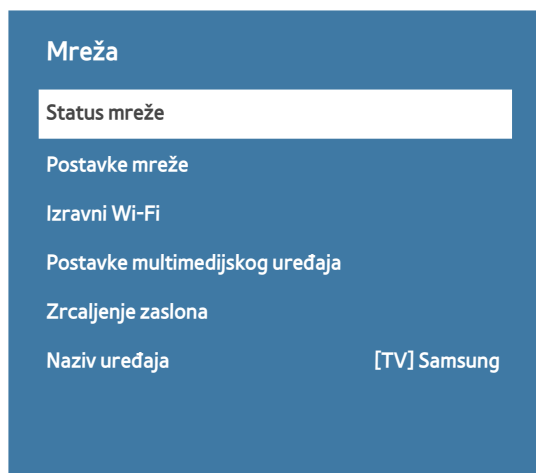 Mreža
Status mreže
Postavke mreže
Izravni Wi-Fi
Postavke multimedijskog uređaja
Zrcaljenje zaslona
Naziv uređaja [TV] Samsung